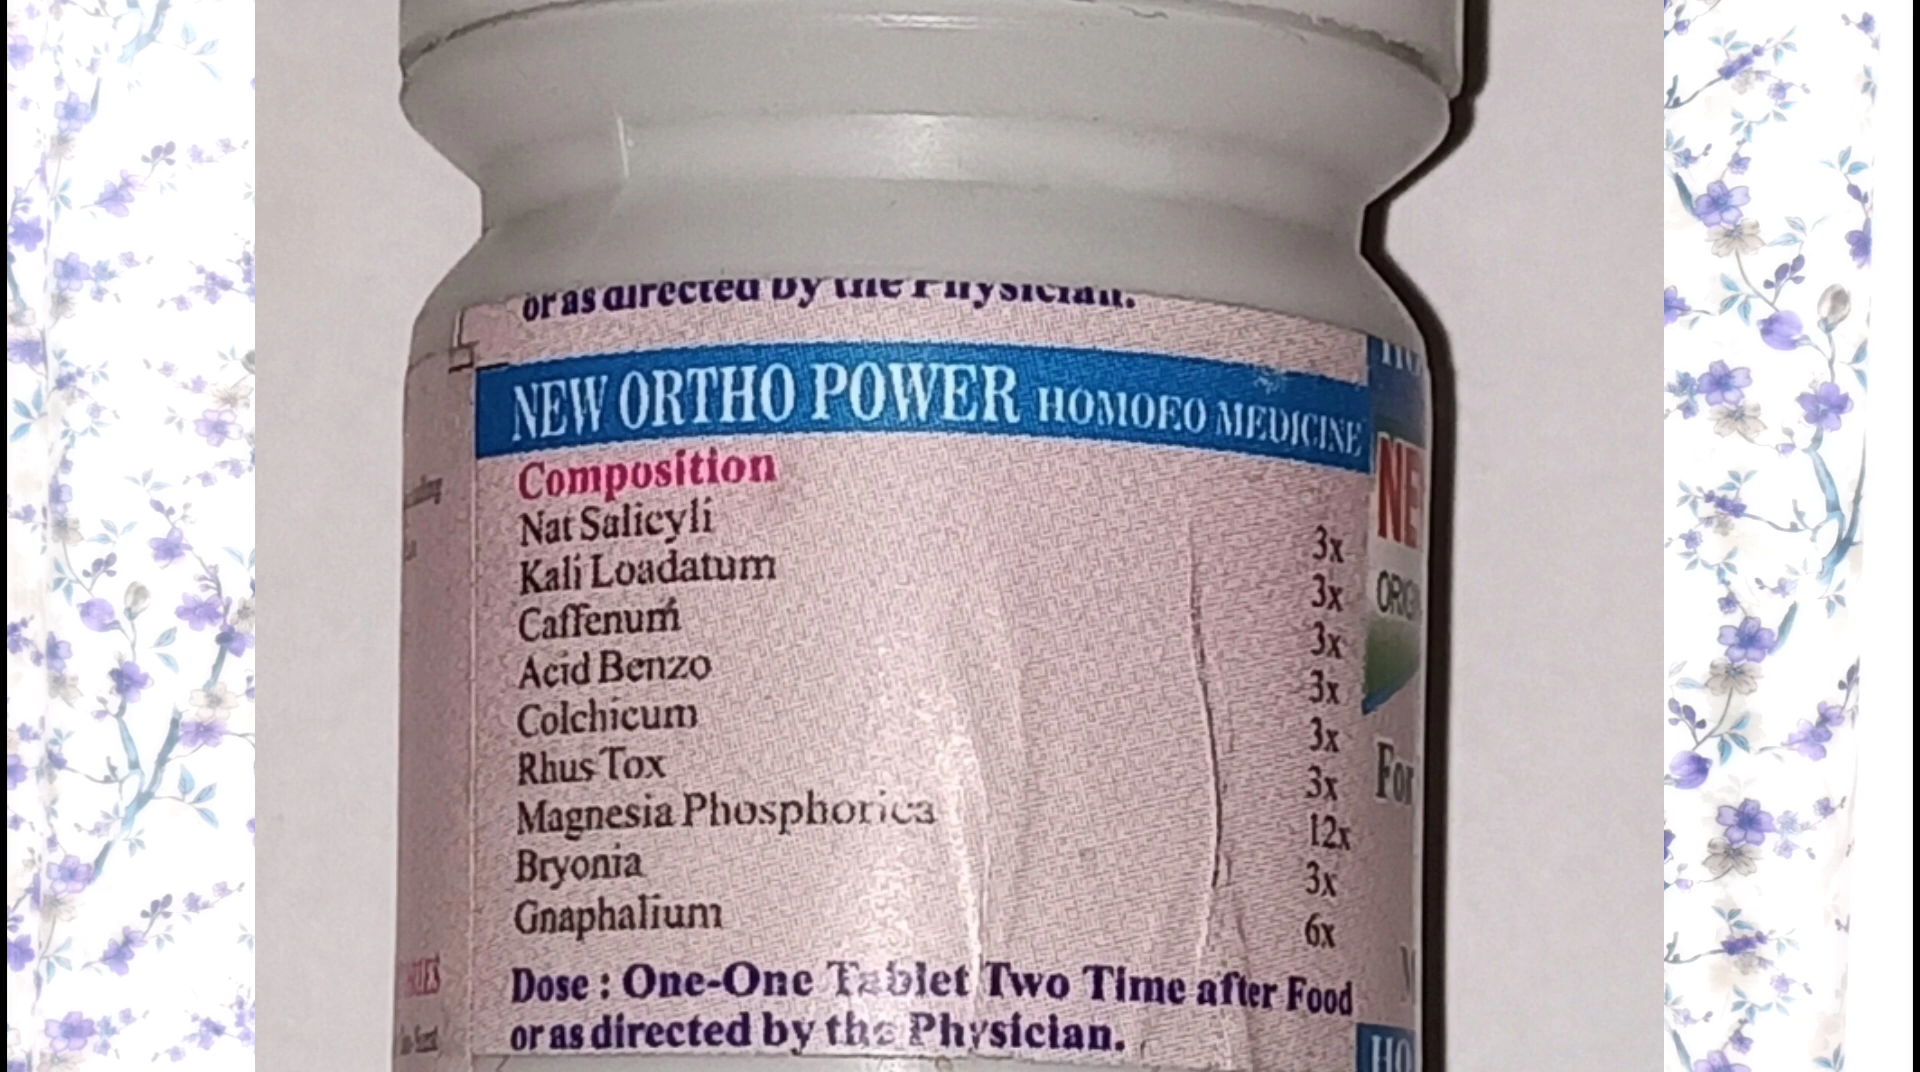 or as directed by the Physician.
NEW ORTHO POWER HOMOEO MEDICINE
Composition
Nat Salicyli 3x
Kali Loadatum 3x
Caffenum 3x
Acid Benzo 3x
Colchicum 3x
Rhus Tox 3x
Magnesia Phosphorica 12x
Bryonia 3x
Gnaphalium 6x
Dose : One-One Tablet Two Time after Food
or as directed by the Physician.
NE
For
HO